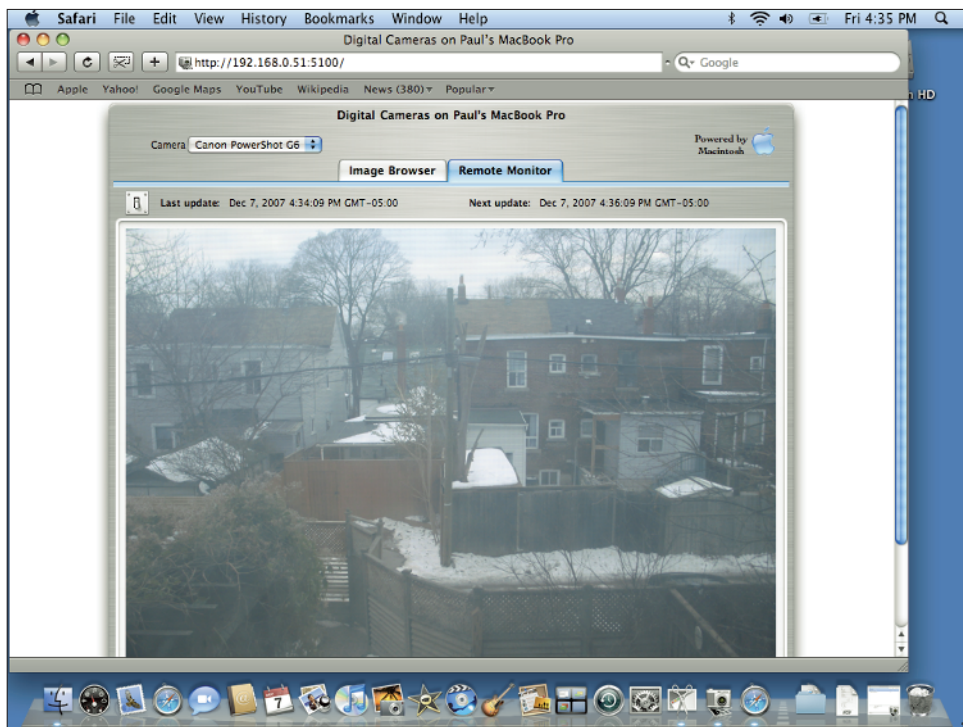 Safari File Edit View History Bookmarks Window Help Fri 4:35 PM
Digital Cameras on Paul's MacBook Pro
http://192.168.0.51:5100/ Google
Apple Yahoo! Google Maps YouTube Wikipedia News (380) Popular
HD
Digital Cameras on Paul's MacBook Pro
Camera Canon PowerShot G6
Powered by
Macintosh
Image Browser Remote Monitor
Last update: Dec 7, 2007 4:34:09 PM GMT-05:00 Next update: Dec 7, 2007 4:36:09 PM GMT-05:00
7